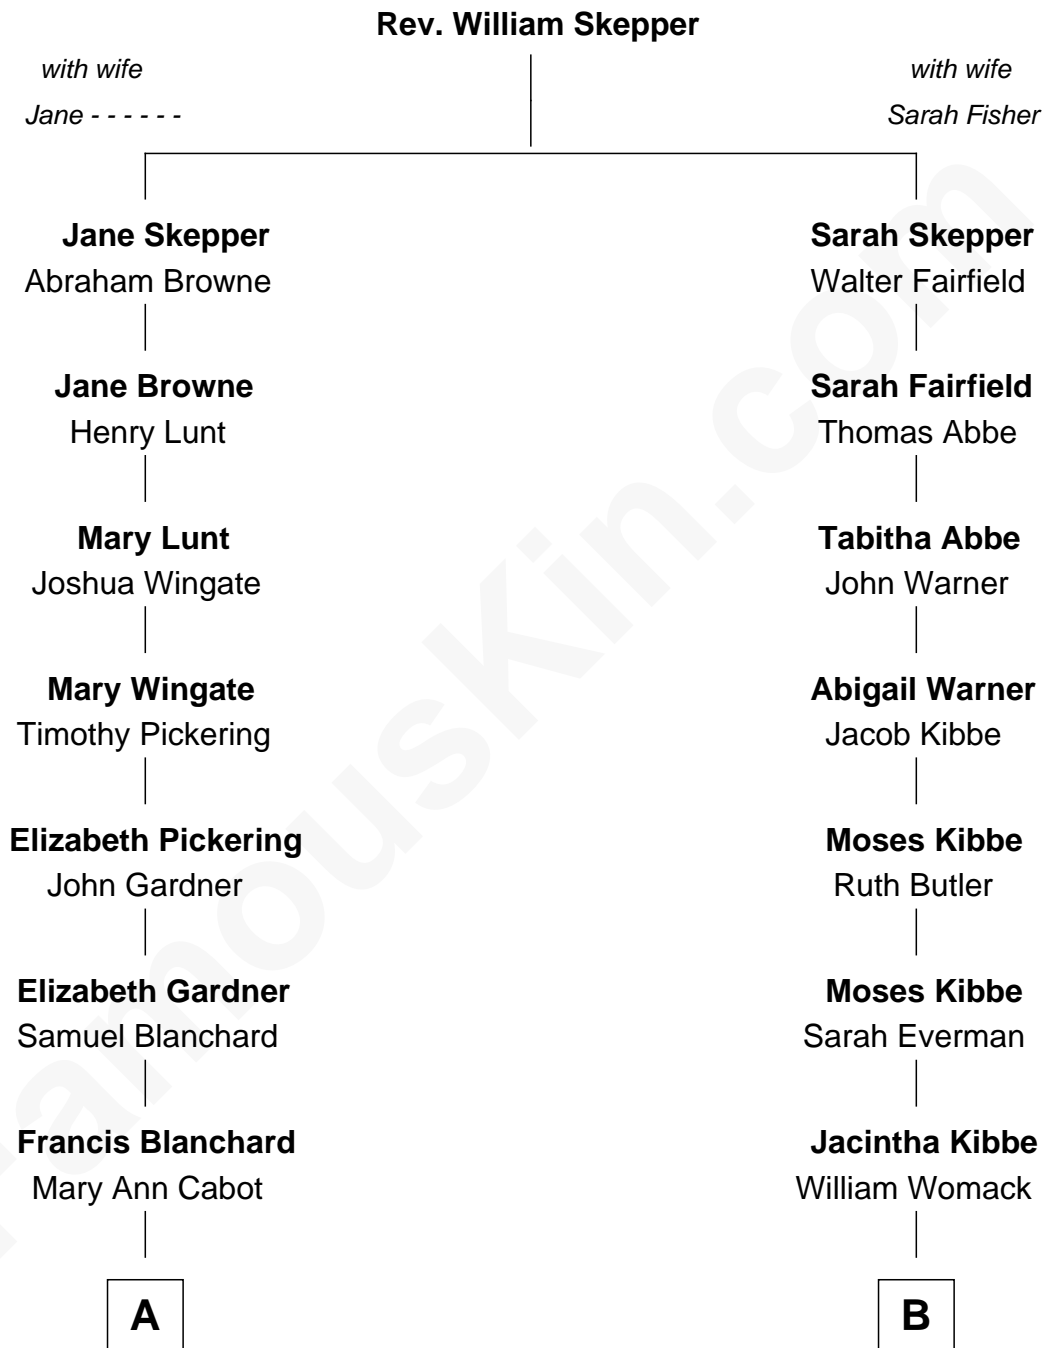 Rev. William Skepper
with wife
Jane - - - - - -
with wife
Sarah Fisher
Jane Skepper
Abraham Browne
Sarah Skepper
Walter Fairfield
Jane Browne
Henry Lunt
Sarah Fairfield
Thomas Abbe
Mary Lunt
Joshua Wingate
Tabitha Abbe
John Warner
Mary Wingate
Timothy Pickering
Abigail Warner
Jacob Kibbe
Elizabeth Pickering
John Gardner
Moses Kibbe
Ruth Butler
Elizabeth Gardner
Samuel Blanchard
Moses Kibbe
Sarah Everman
Francis Blanchard
Mary Ann Cabot
Jacintha Kibbe
William Womack
A
B
FamousKin.com